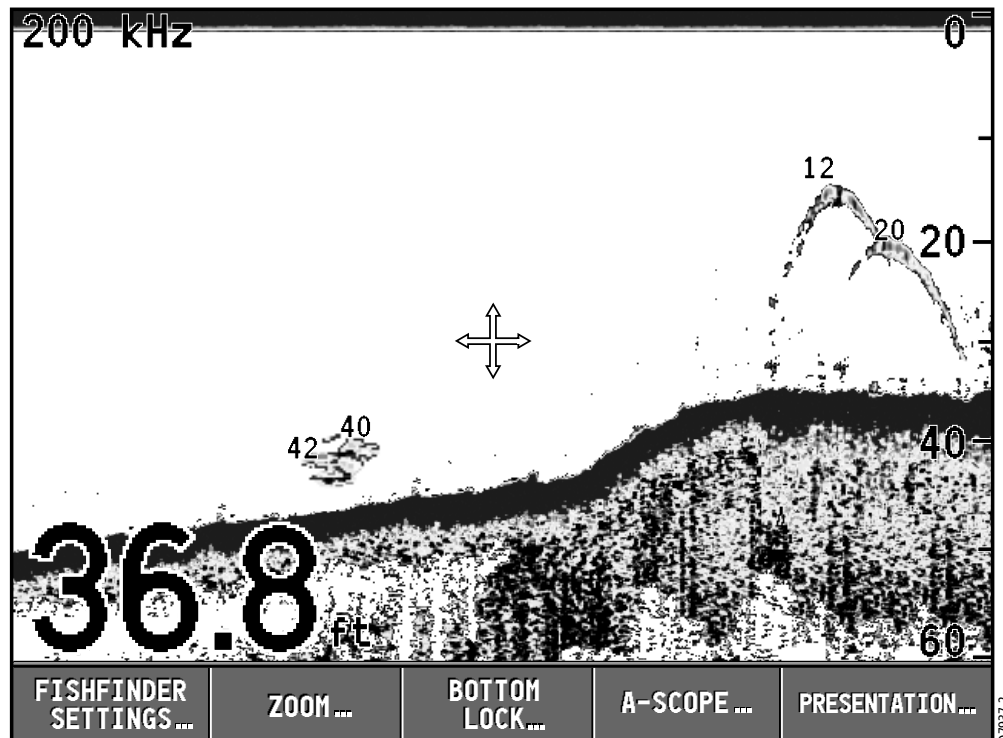 200 kHz
0
12
20
20
40
42
40
36.8 ft
60
FISHFINDER
SETTINGS...
ZOOM...
BOTTOM
LOCK...
A-SCOPE...
PRESENTATION...